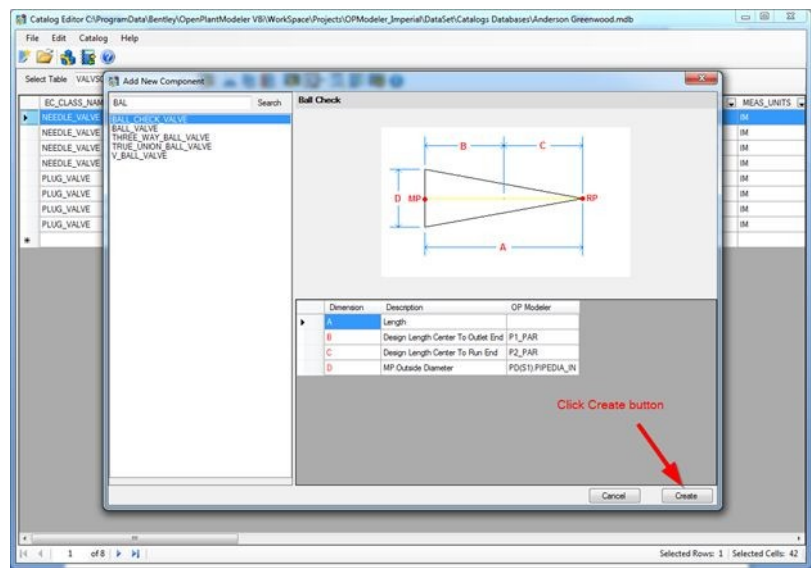 Catalog Editor C:\ProgramData\Bentley\OpenPlantModeler V8i\WorkSpace\Projects\OPModeler_Imperial\DataSet\Catalogs Databases\Anderson Greenwood.mdb
File Edit Catalog Help
Select Table VALVSC
Add New Component
EC_CLASS_NAM
MEAS_UNITS
BAL Search
Ball Check
NEEDLE_VALVE
NEEDLE_VALVE
NEEDLE_VALVE
NEEDLE_VALVE
PLUG_VALVE
PLUG_VALVE
PLUG_VALVE
PLUG_VALVE
BALL_CHECK_VALVE
BALL_VALVE
THREE_WAY_BALL_VALVE
TRUE_UNION_BALL_VALVE
V_BALL_VALVE
B C
D MP RP
A
IM
IM
IM
IM
IM
IM
IM
IM
Dimension Description OP Modeler
A Length
B Design Length Center To Outlet End P1_PAR
C Design Length Center To Run End P2_PAR
D MP Outside Diameter PD(S1).PIPEDIA_IN
Click Create button
Cancel Create
1 of 8
Selected Rows: 1 Selected Cells: 42